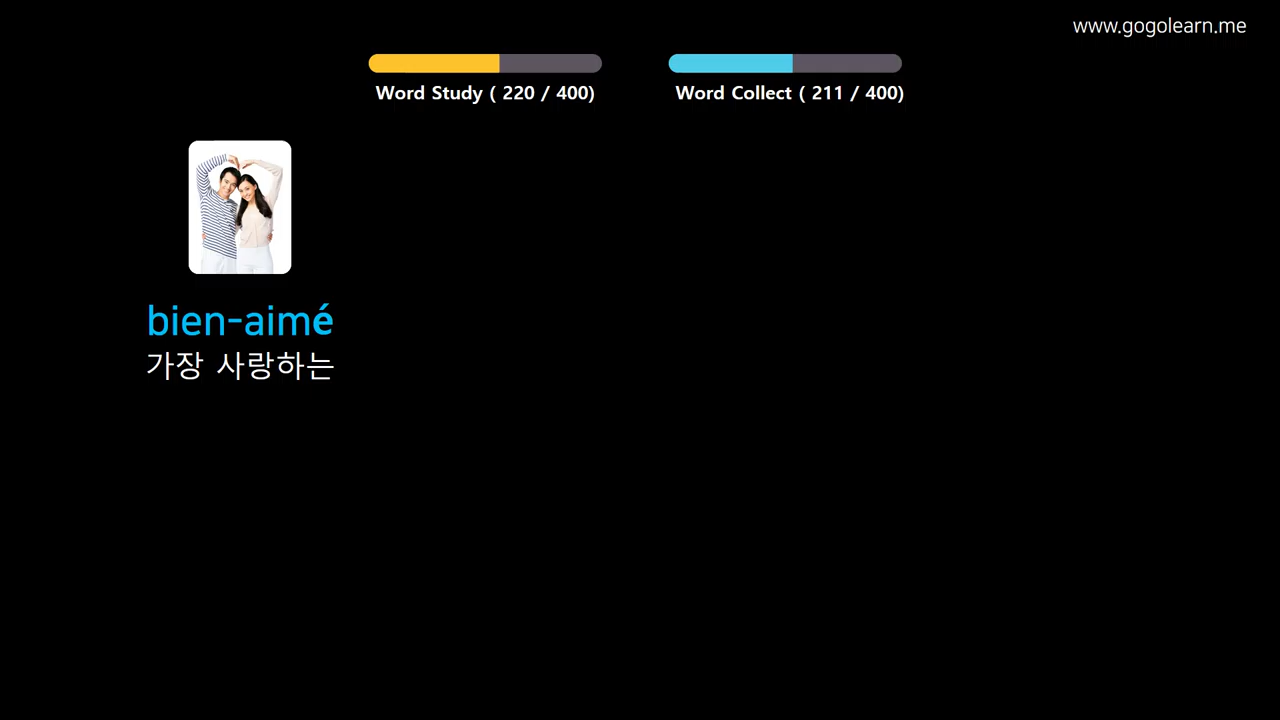 www.gogolearn.me
Word Study ( 220 / 400)
Word Collect ( 211 / 400)
bien-aimé
가장 사랑하는